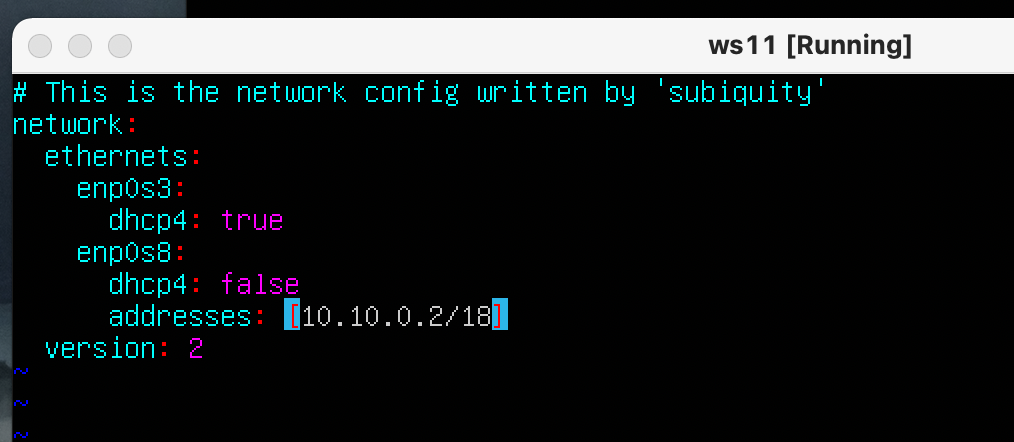 ws11 [Running]
# This is the network config written by 'subiquity'
network:
  ethernets:
    enp0s3:
      dhcp4: true
    enp0s8:
      dhcp4: false
      addresses: [10.10.0.2/18]
  version: 2
~
~
~